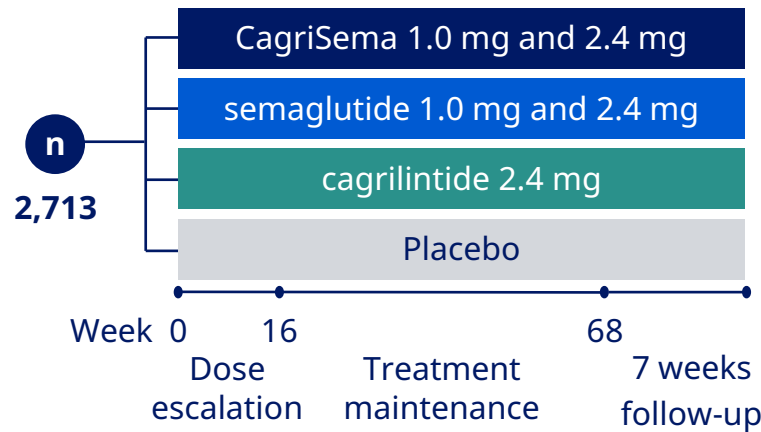 CagriSema 1.0 mg and 2.4 mg
semaglutide 1.0 mg and 2.4 mg
n
cagrilintide 2.4 mg
2,713
Placebo
Week 0 16 68
Dose escalation
Treatment maintenance
7 weeks follow-up